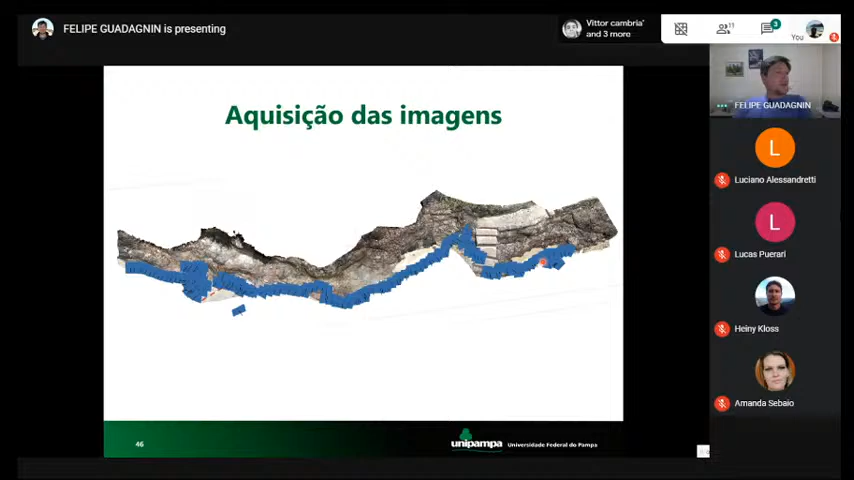 FELIPE GUADAGNIN is presenting
Vittor cambria'
and 3 more
11
3
You
Aquisição das imagens
FELIPE GUADAGNIN
L
Luciano Alessandretti
L
Lucas Puerari
Heiny Kloss
Amanda Sebaio
46
unipampa
Universidade Federal do Pampa